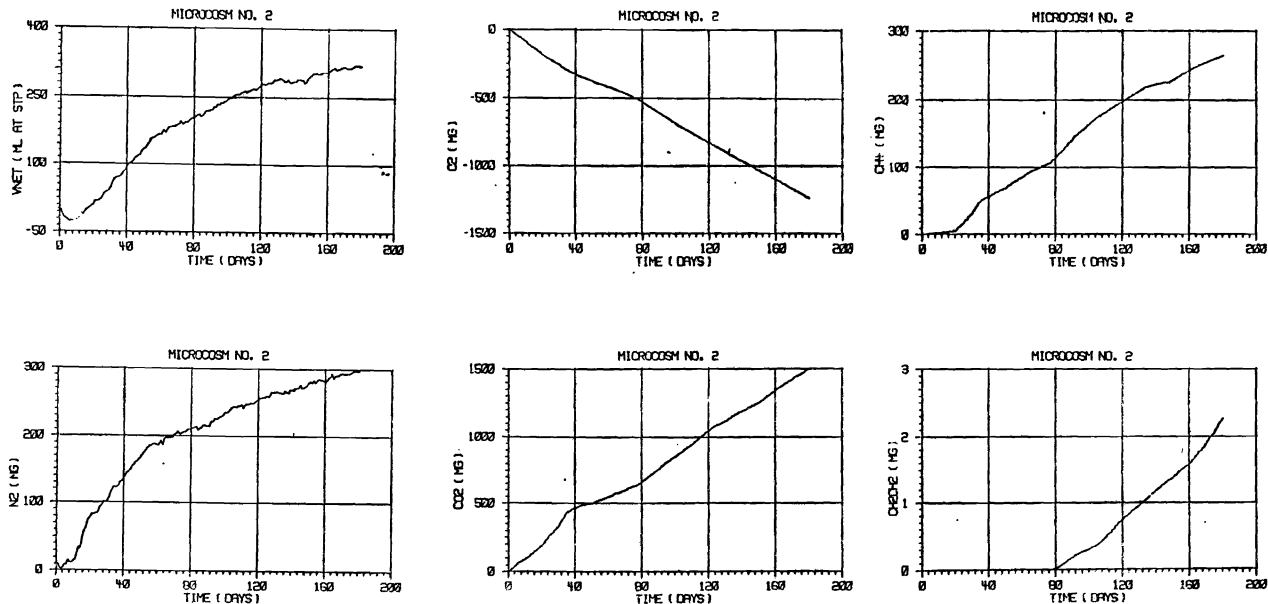 MICROCOSM NO. 2
400
250
100
-50
VNET (ML AT STP)
0 40 80 120 160 200
TIME (DAYS)
MICROCOSM NO. 2
0
-500
-1000
-1500
O2 (MG)
0 40 80 120 160 200
TIME (DAYS)
MICROCOSM NO. 2
300
200
100
0
CH4 (MG)
0 40 80 120 160 200
TIME (DAYS)
MICROCOSM NO. 2
300
200
100
0
N2 (MG)
0 40 80 120 160 200
TIME (DAYS)
MICROCOSM NO. 2
1500
1000
500
0
CO2 (MG)
0 40 80 120 160 200
TIME (DAYS)
MICROCOSM NO. 2
3
2
1
0
CH2CH2 (MG)
0 40 80 120 160 200
TIME (DAYS)